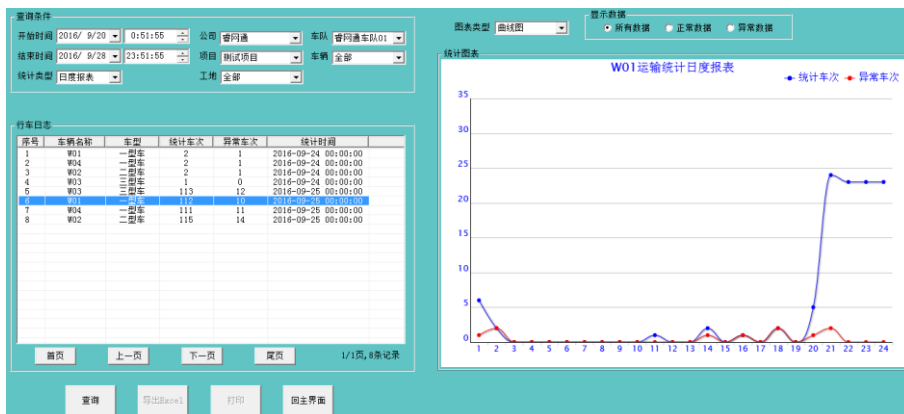 查询条件
开始时间 2016/ 9/20 0:51:55 公司 睿网通 车队 睿网通车队01
结束时间 2016/ 9/28 23:51:55 项目 测试项目 车辆 全部
统计类型 日度报表 工地 全部
行车日志
序号 车辆名称 车型 统计车次 异常车次 统计时间
1 W01 一型车 2 1 2016-09-24 00:00:00
2 W04 一型车 2 1 2016-09-24 00:00:00
3 W02 二型车 2 1 2016-09-24 00:00:00
4 W03 三型车 1 0 2016-09-24 00:00:00
5 W03 三型车 113 12 2016-09-25 00:00:00
6 W01 一型车 112 10 2016-09-25 00:00:00
7 W04 一型车 111 11 2016-09-25 00:00:00
8 W02 二型车 115 14 2016-09-25 00:00:00
首页 上一页 下一页 尾页 1/1页,8条记录
查询 导出Excel 打印 回主界面
图表类型 曲线图
显示数据
所有数据 正常数据 异常数据
统计图表
W01运输统计日度报表
统计车次 异常车次
35
30
25
20
15
10
5
0
1 2 3 4 5 6 7 8 9 10 11 12 13 14 15 16 17 18 19 20 21 22 23 24